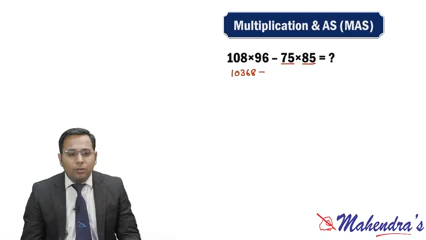 Multiplication & AS (MAS)
108×96 – 75×85 = ?
10368 –
Mahendra's